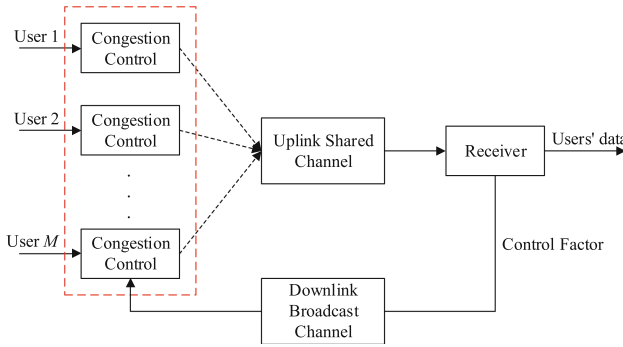 User 1
Congestion
Control
User 2
Congestion
Control
User M
Congestion
Control
Uplink Shared
Channel
Receiver
Users' data
Control Factor
Downlink
Broadcast
Channel